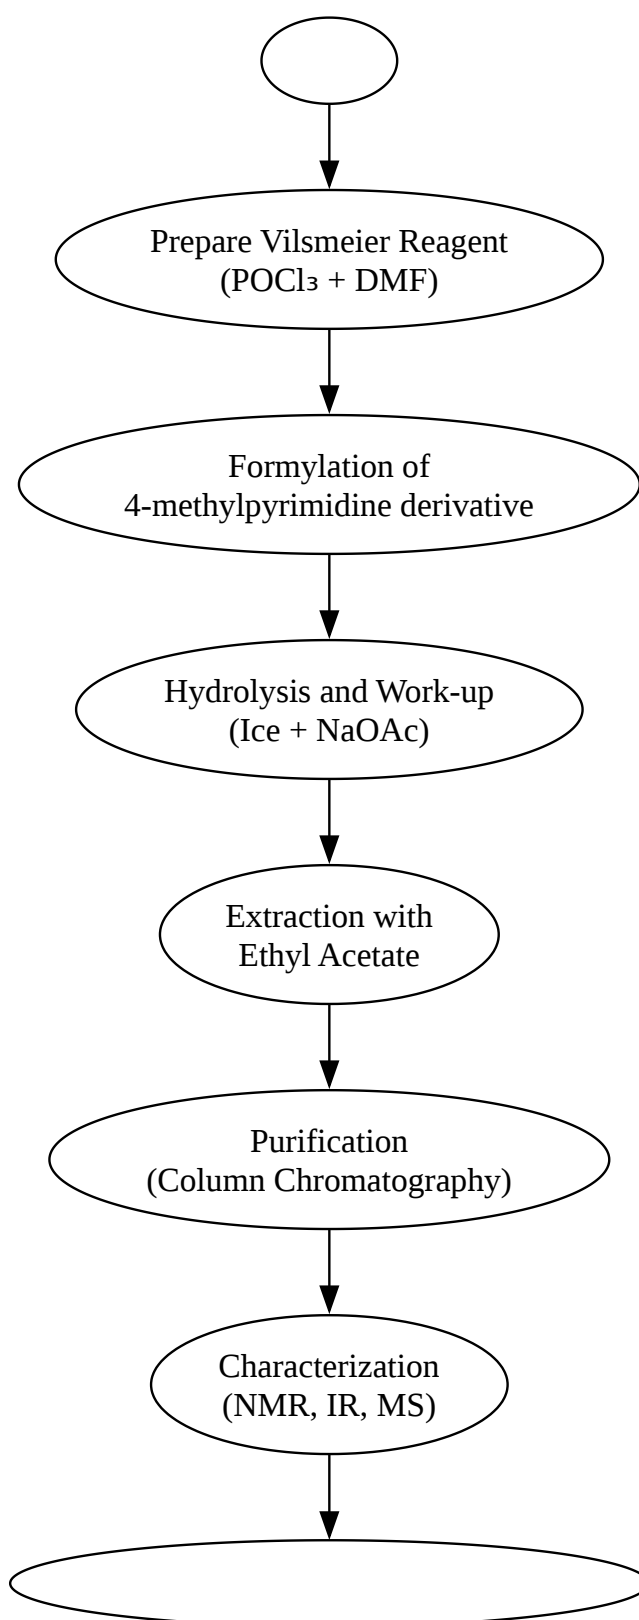 Prepare Vilsmeier Reagent
(POCl₃ + DMF)
Formylation of
4-methylpyrimidine derivative
Hydrolysis and Work-up
(Ice + NaOAc)
Extraction with
Ethyl Acetate
Purification
(Column Chromatography)
Characterization
(NMR, IR, MS)